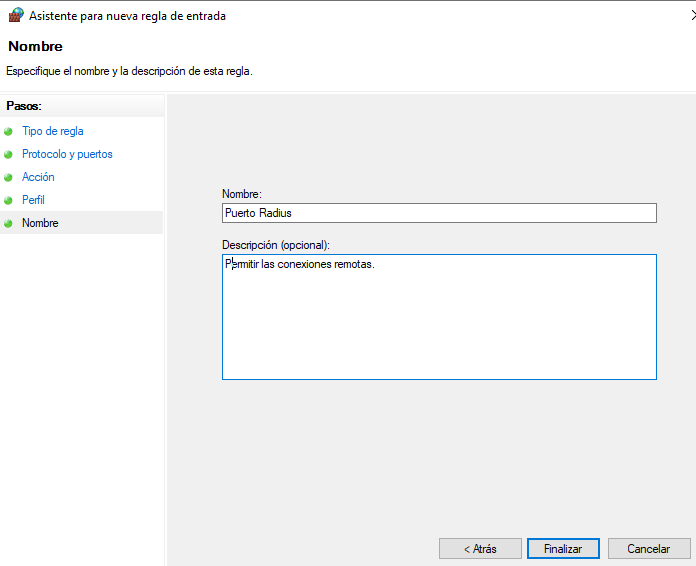 Asistente para nueva regla de entrada
Nombre
Especifique el nombre y la descripción de esta regla.
Pasos:
Tipo de regla
Protocolo y puertos
Acción
Perfil
Nombre
Nombre:
Puerto Radius
Descripción (opcional):
Permitir las conexiones remotas.
< Atrás
Finalizar
Cancelar